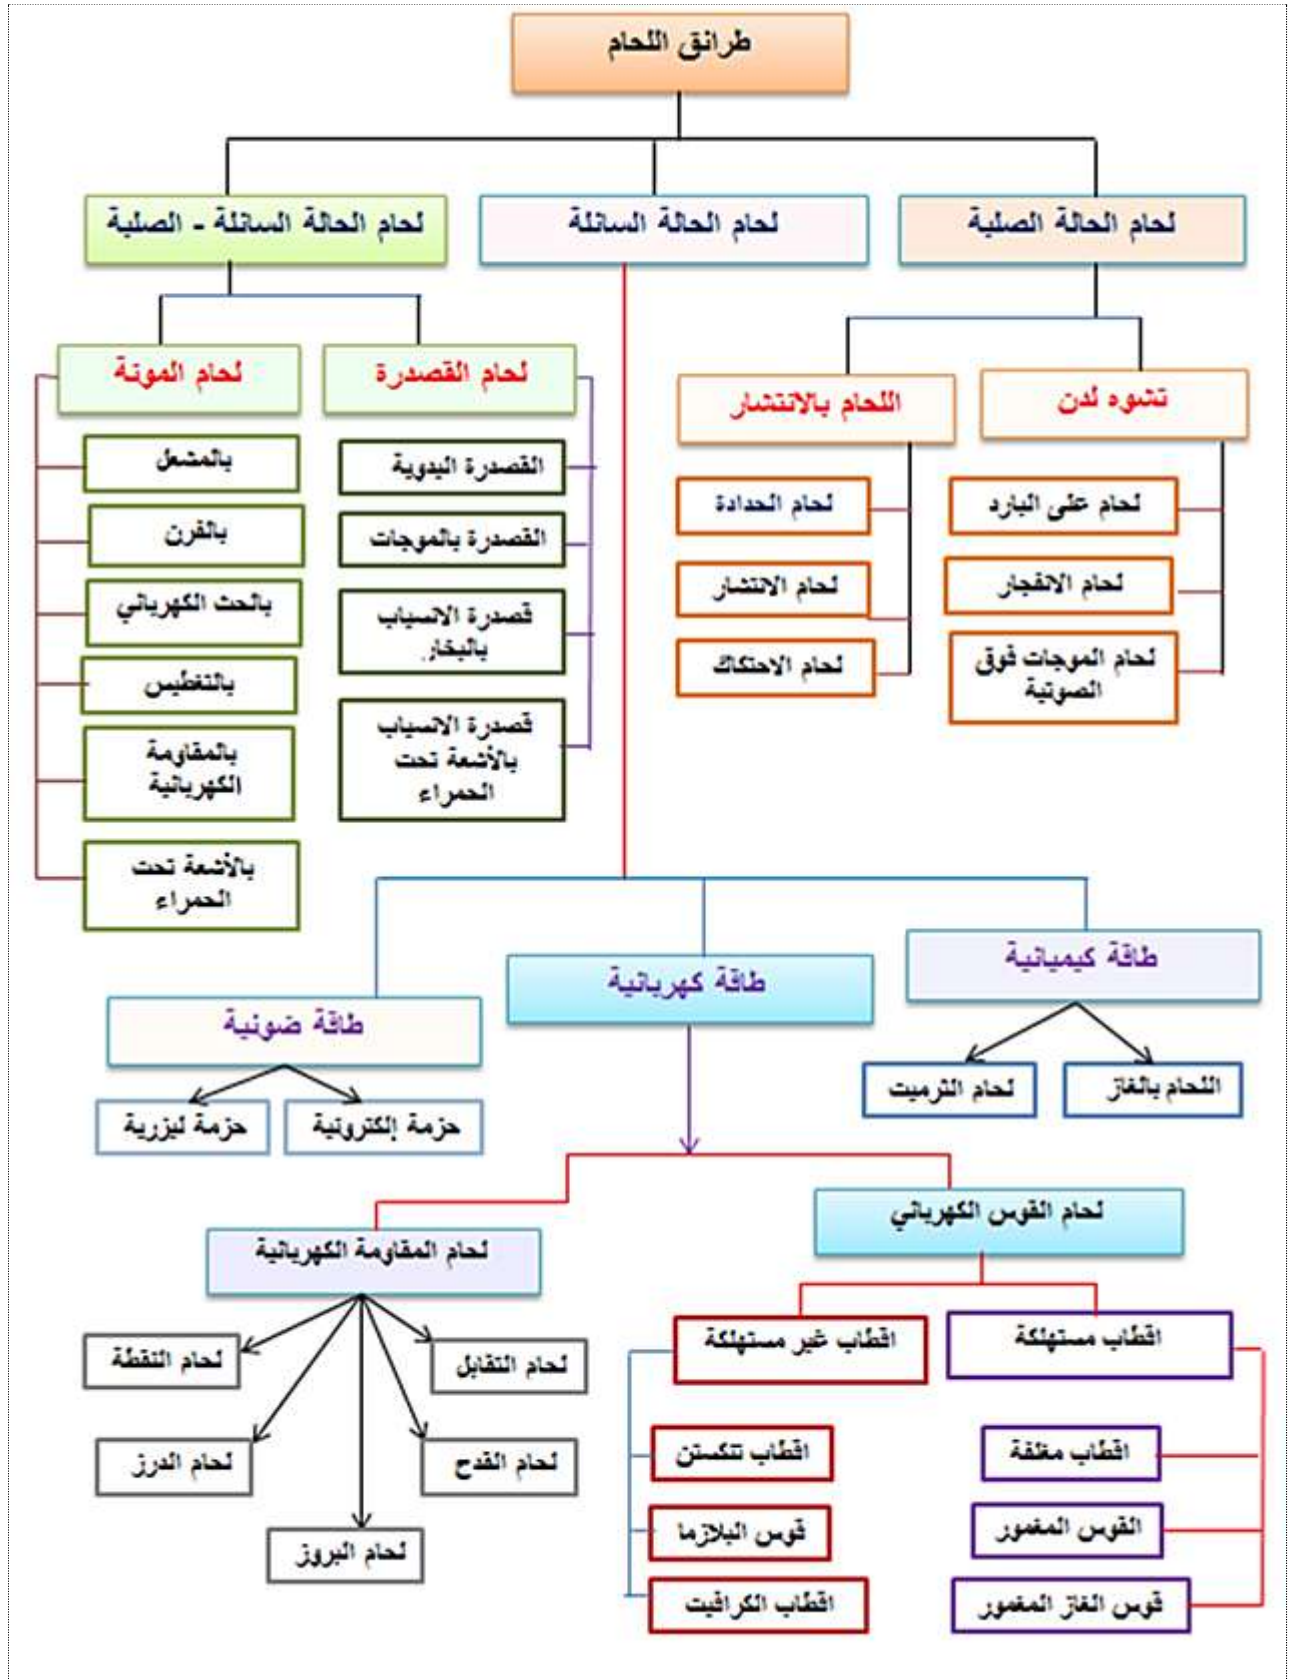 طرائق اللحام
لحام الحالة الصلبة
لحام الحالة السائلة
لحام الحالة السائلة - الصلبة
تشوه لدن
اللحام بالانتشار
لحام القصدرة
لحام المونة
لحام على البارد
لحام الانفجار
لحام الموجات فوق
الصوتية
لحام الحدادة
لحام الانتشار
لحام الاحتكاك
القصدرة اليدوية
القصدرة بالموجات
قصدرة الانسياب
بالبخار.
قصدرة الانسياب
بالأشعة تحت
الحمراء
بالمشعل
بالفرن
بالحث الكهربائي
بالتغطيس
بالمقاومة
الكهربائية
بالأشعة تحت
الحمراء
طاقة كيميائية
طاقة كهربائية
طاقة ضوئية
اللحام بالغاز
لحام الثرميت
حزمة إلكترونية
حزمة ليزرية
لحام القوس الكهربائي
لحام المقاومة الكهربائية
اقطاب مستهلكة
اقطاب غير مستهلكة
اقطاب مغلفة
القوس المغمور
قوس الغاز المغمور
اقطاب تنكستن
قوس البلازما
اقطاب الكرافيت
لحام التقابل
لحام النقطة
لحام القدح
لحام الدرز
لحام البروز